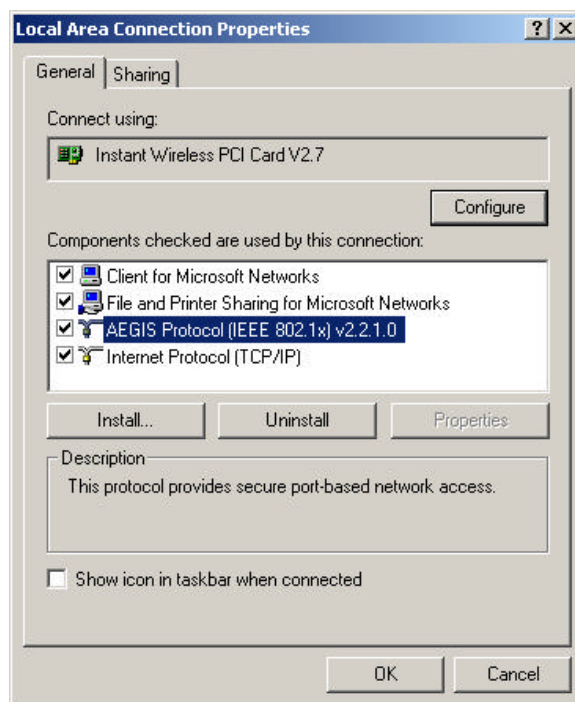 Local Area Connection Properties
General
Sharing
Connect using:
Instant Wireless PCI Card V2.7
Configure
Components checked are used by this connection:
Client for Microsoft Networks
File and Printer Sharing for Microsoft Networks
AEGIS Protocol (IEEE 802.1x) v2.2.1.0
Internet Protocol (TCP/IP)
Install...
Uninstall
Properties
Description
This protocol provides secure port-based network access.
Show icon in taskbar when connected
OK
Cancel